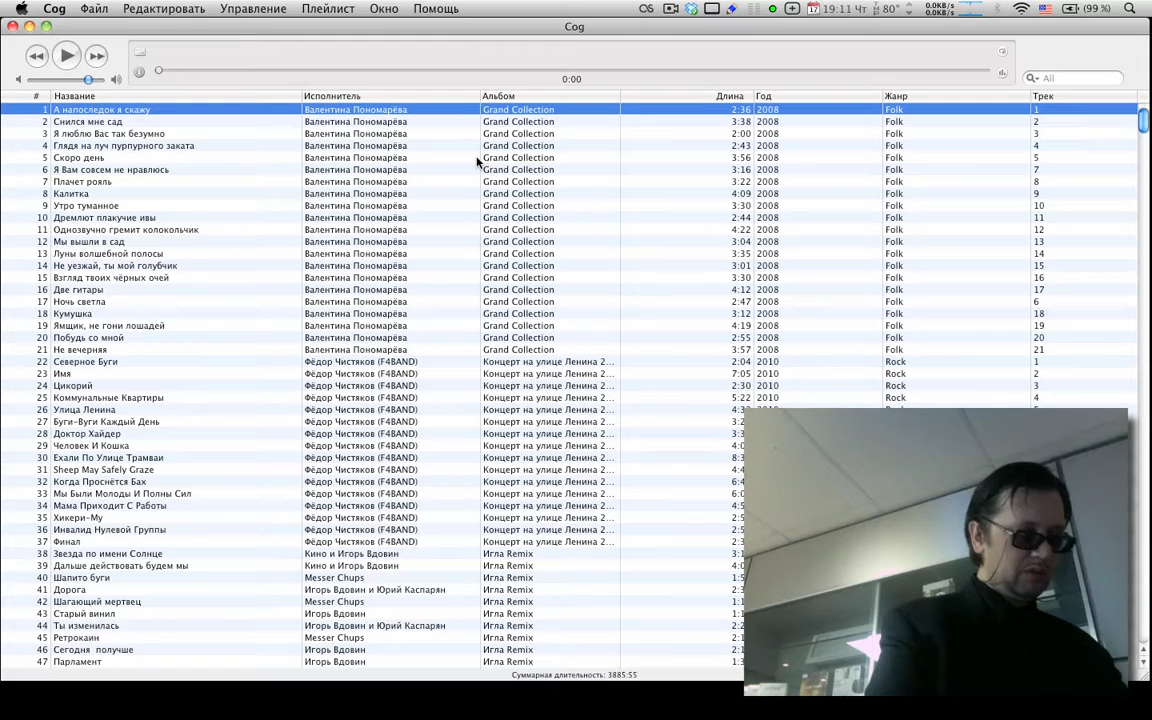 Cog Файл Редактировать Управление Плейлист Окно Помощь 17 19:11 Чт 80° 0.0KB/s 0.0KB/s (99 %)
Cog
0:00
All
# Название Исполнитель Альбом Длина Год Жанр Трек
1 А напоследок я скажу Валентина Пономарёва Grand Collection 2:36 2008 Folk 1
2 Снился мне сад Валентина Пономарёва Grand Collection 3:38 2008 Folk 2
3 Я люблю Вас так безумно Валентина Пономарёва Grand Collection 2:00 2008 Folk 3
4 Глядя на луч пурпурного заката Валентина Пономарёва Grand Collection 2:43 2008 Folk 4
5 Скоро день Валентина Пономарёва Grand Collection 3:56 2008 Folk 5
6 Я Вам совсем не нравлюсь Валентина Пономарёва Grand Collection 3:16 2008 Folk 7
7 Плачет рояль Валентина Пономарёва Grand Collection 3:22 2008 Folk 8
8 Калитка Валентина Пономарёва Grand Collection 4:09 2008 Folk 9
9 Утро туманное Валентина Пономарёва Grand Collection 3:30 2008 Folk 10
10 Дремлют плакучие ивы Валентина Пономарёва Grand Collection 2:44 2008 Folk 11
11 Однозвучно гремит колокольчик Валентина Пономарёва Grand Collection 4:22 2008 Folk 12
12 Мы вышли в сад Валентина Пономарёва Grand Collection 3:04 2008 Folk 13
13 Луны волшебной полосы Валентина Пономарёва Grand Collection 3:35 2008 Folk 14
14 Не уезжай, ты мой голубчик Валентина Пономарёва Grand Collection 3:01 2008 Folk 15
15 Взгляд твоих чёрных очей Валентина Пономарёва Grand Collection 3:30 2008 Folk 16
16 Две гитары Валентина Пономарёва Grand Collection 4:12 2008 Folk 17
17 Ночь светла Валентина Пономарёва Grand Collection 2:47 2008 Folk 6
18 Кумушка Валентина Пономарёва Grand Collection 3:12 2008 Folk 18
19 Ямщик, не гони лошадей Валентина Пономарёва Grand Collection 4:19 2008 Folk 19
20 Побудь со мной Валентина Пономарёва Grand Collection 2:55 2008 Folk 20
21 Не вечерняя Валентина Пономарёва Grand Collection 3:57 2008 Folk 21
22 Северное Буги Фёдор Чистяков (F4BAND) Концерт на улице Ленина 2... 2:04 2010 Rock 1
23 Имя Фёдор Чистяков (F4BAND) Концерт на улице Ленина 2... 7:05 2010 Rock 2
24 Цикорий Фёдор Чистяков (F4BAND) Концерт на улице Ленина 2... 2:30 2010 Rock 3
25 Коммунальные Квартиры Фёдор Чистяков (F4BAND) Концерт на улице Ленина 2... 5:22 2010 Rock 4
26 Улица Ленина Фёдор Чистяков (F4BAND) Концерт на улице Ленина 2...
27 Буги-Вуги Каждый День Фёдор Чистяков (F4BAND) Концерт на улице Ленина 2...
28 Доктор Хайдер Фёдор Чистяков (F4BAND) Концерт на улице Ленина 2...
29 Человек И Кошка Фёдор Чистяков (F4BAND) Концерт на улице Ленина 2...
30 Ехали По Улице Трамваи Фёдор Чистяков (F4BAND) Концерт на улице Ленина 2...
31 Sheep May Safely Graze Фёдор Чистяков (F4BAND) Концерт на улице Ленина 2...
32 Когда Проснётся Бах Фёдор Чистяков (F4BAND) Концерт на улице Ленина 2...
33 Мы Были Молоды И Полны Сил Фёдор Чистяков (F4BAND) Концерт на улице Ленина 2...
34 Мама Приходит С Работы Фёдор Чистяков (F4BAND) Концерт на улице Ленина 2...
35 Хикери-Му Фёдор Чистяков (F4BAND) Концерт на улице Ленина 2...
36 Инвалид Нулевой Группы Фёдор Чистяков (F4BAND) Концерт на улице Ленина 2...
37 Финал Фёдор Чистяков (F4BAND) Концерт на улице Ленина 2...
38 Звезда по имени Солнце Кино и Игорь Вдовин Игла Remix
39 Дальше действовать будем мы Кино и Игорь Вдовин Игла Remix
40 Шапито буги Messer Chups Игла Remix
41 Дорога Игорь Вдовин и Юрий Каспарян Игла Remix
42 Шагающий мертвец Messer Chups Игла Remix
43 Старый винил Игорь Вдовин Игла Remix
44 Ты изменилась Игорь Вдовин и Юрий Каспарян Игла Remix
45 Ретрокаин Messer Chups Игла Remix
46 Сегодня получше Игорь Вдовин Игла Remix
47 Парламент Игорь Вдовин Игла Remix
Суммарная длительность: 3885:55